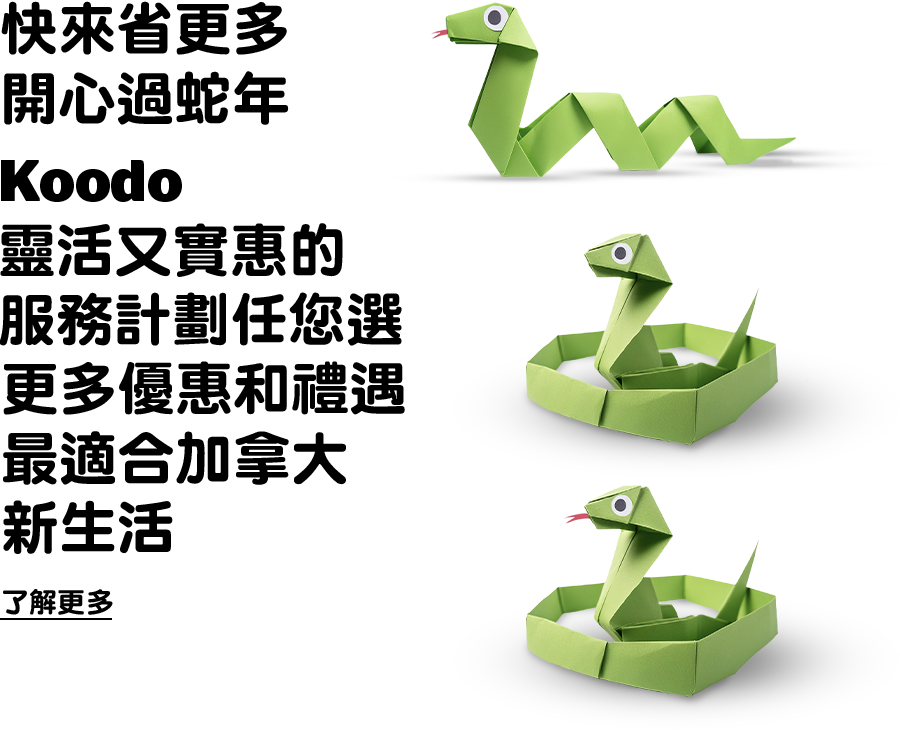 快來省更多
開心過蛇年
Koodo
靈活又實惠的
服務計劃任您選
更多優惠和禮遇
最適合加拿大
新生活
了解更多